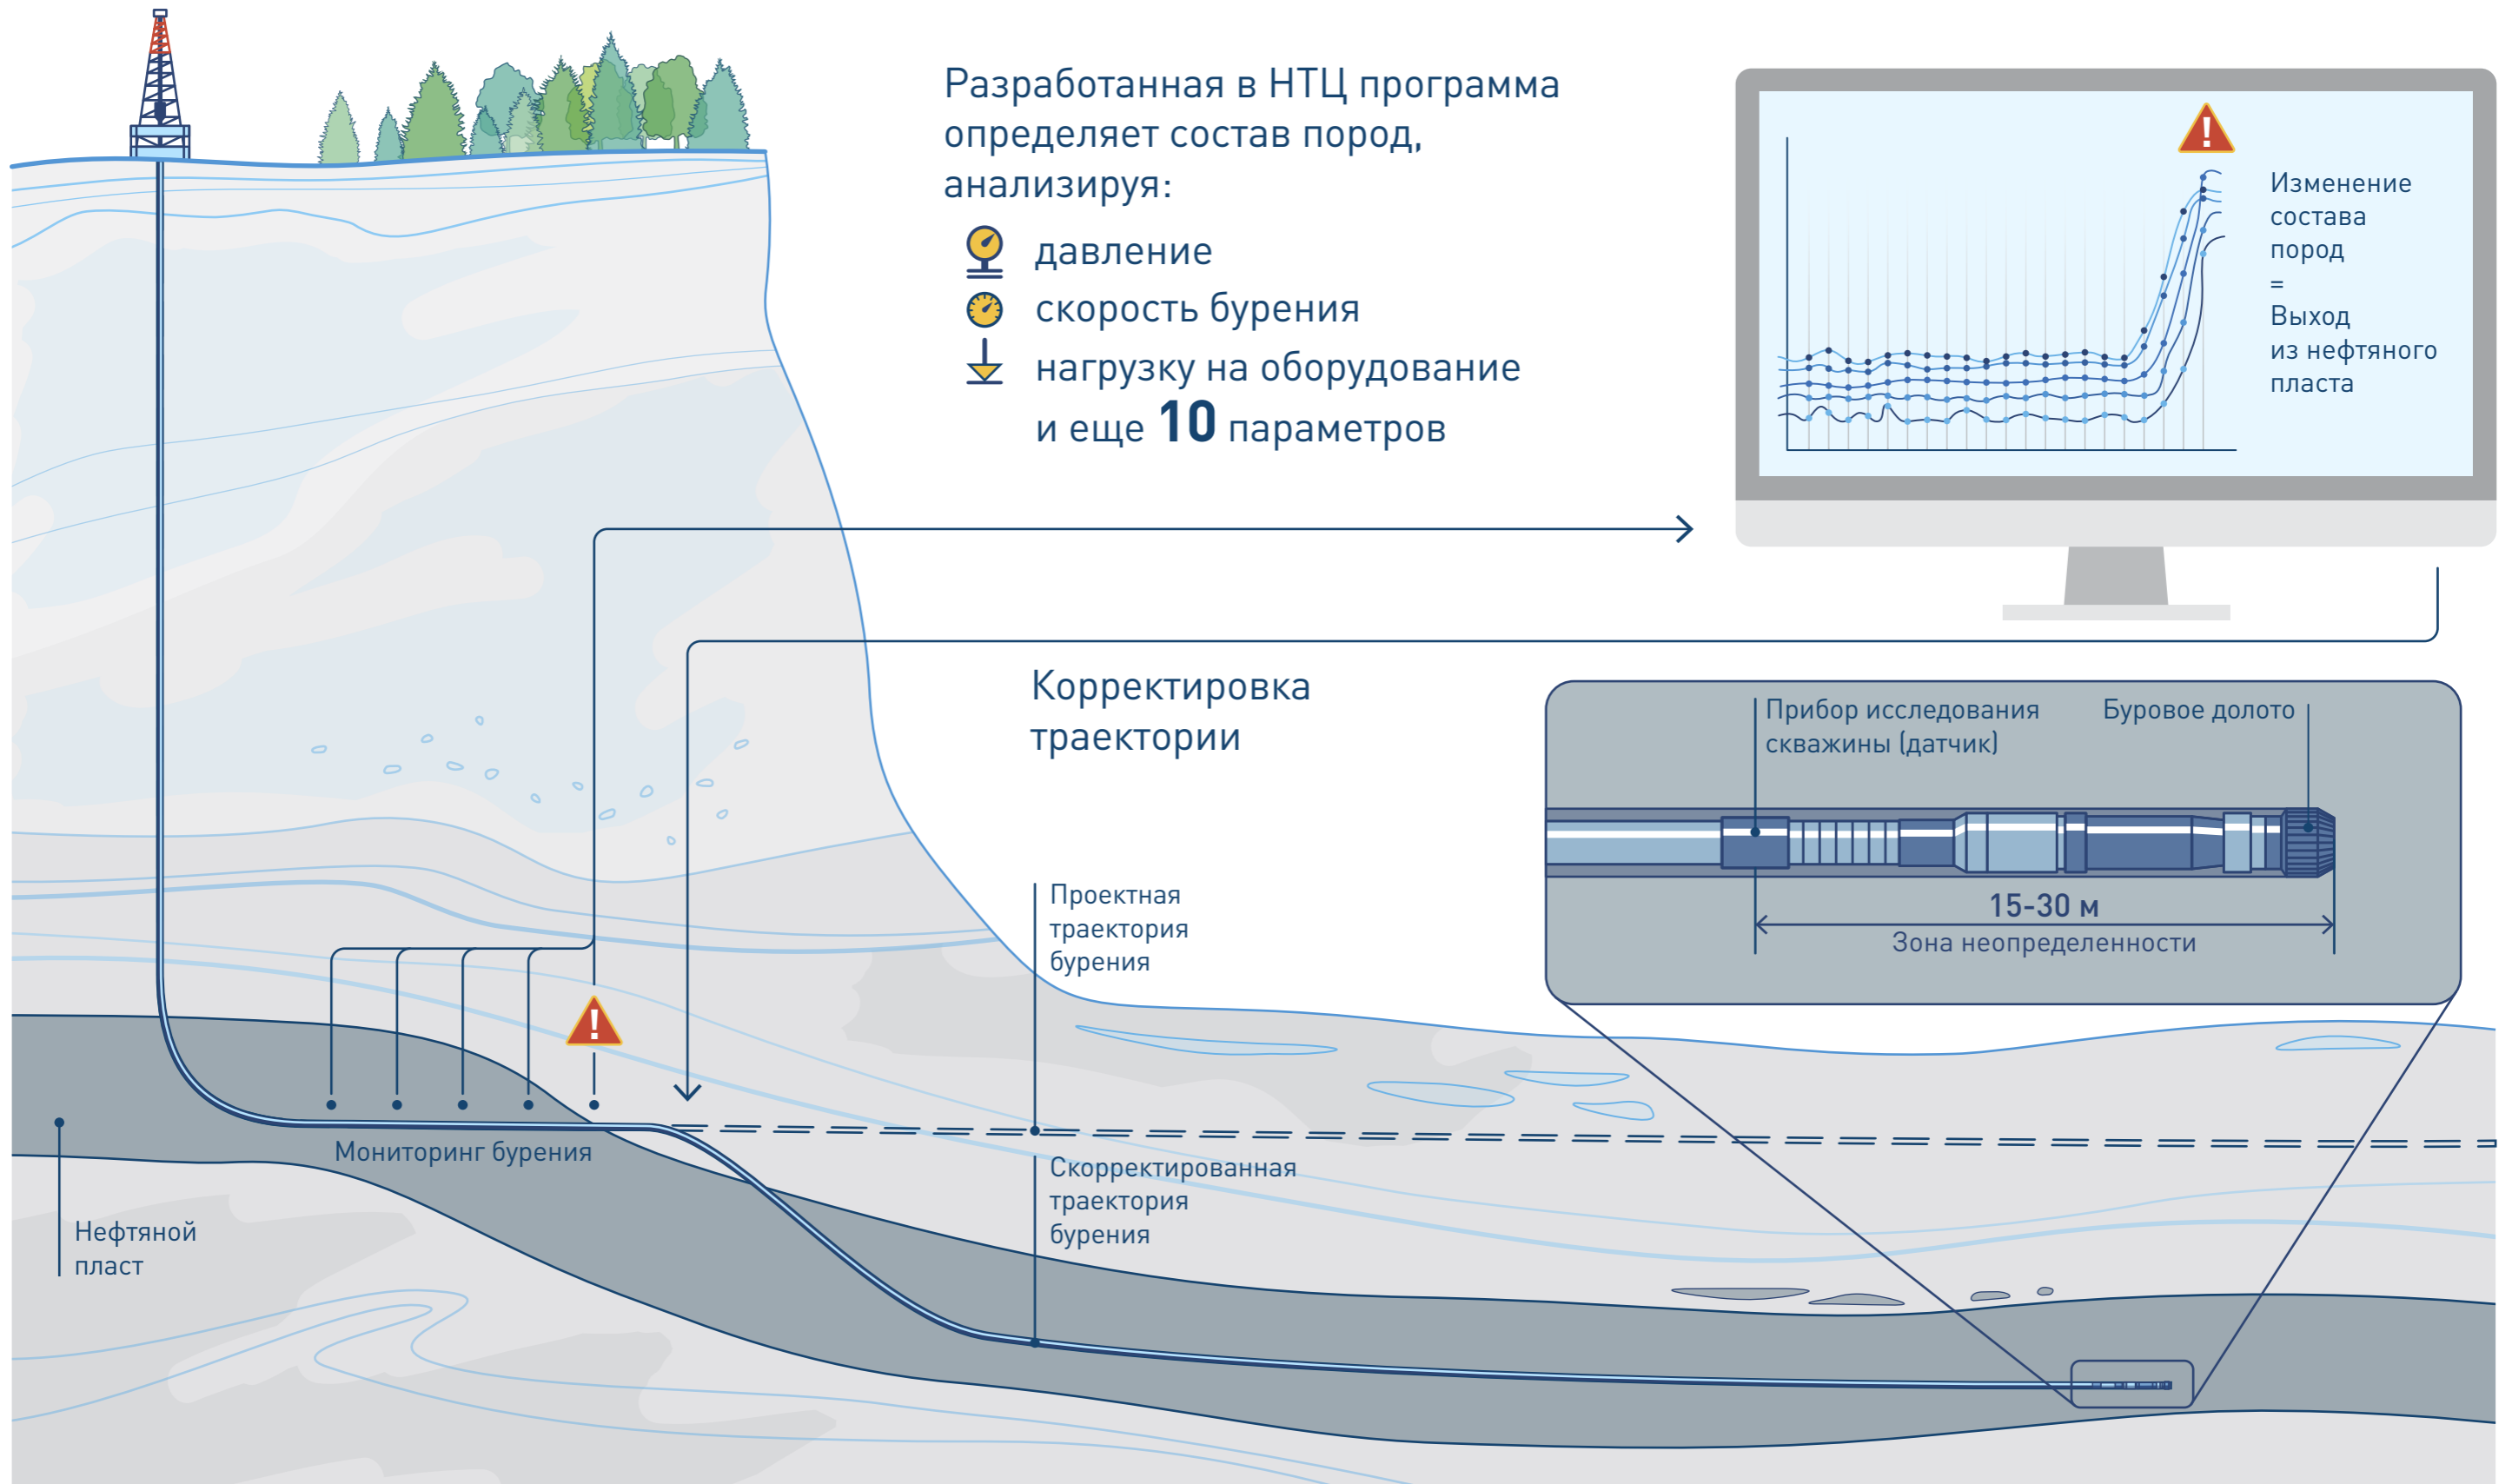 Разработанная в НТЦ программа
определяет состав пород,
анализируя:
давление
скорость бурения
нагрузку на оборудование
и еще 10 параметров
!
Изменение
состава
пород
=
Выход
из нефтяного
пласта
Корректировка
траектории
Прибор исследования
скважины (датчик)
Буровое долото
15-30 м
Зона неопределенности
Проектная
траектория
бурения
!
Мониторинг бурения
Скорректированная
траектория
бурения
Нефтяной
пласт